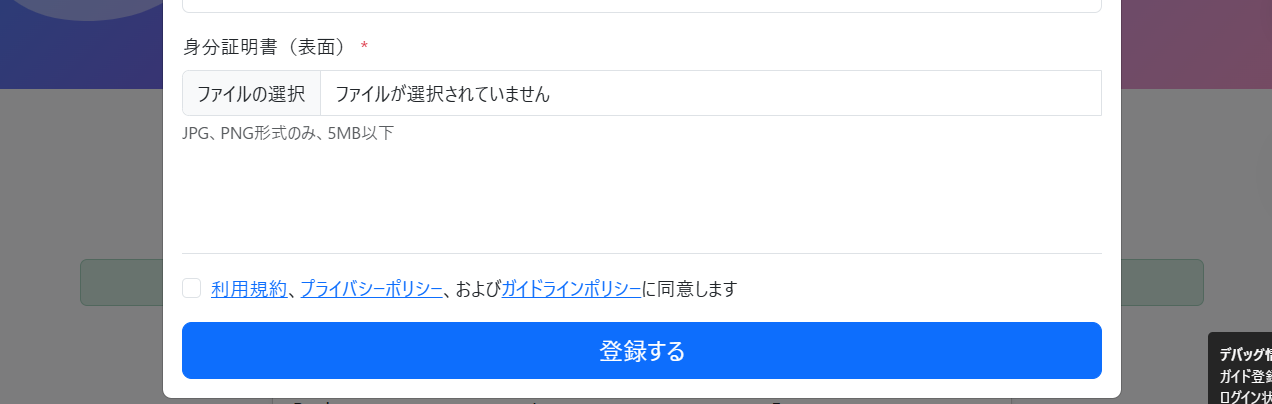 身分証明書（表面） *
ファイルの選択 ファイルが選択されていません
JPG、PNG形式のみ、5MB以下
利用規約、プライバシーポリシー、およびガイドラインポリシーに同意します
登録する
デバッグ情
ガイド登録
ログイン状